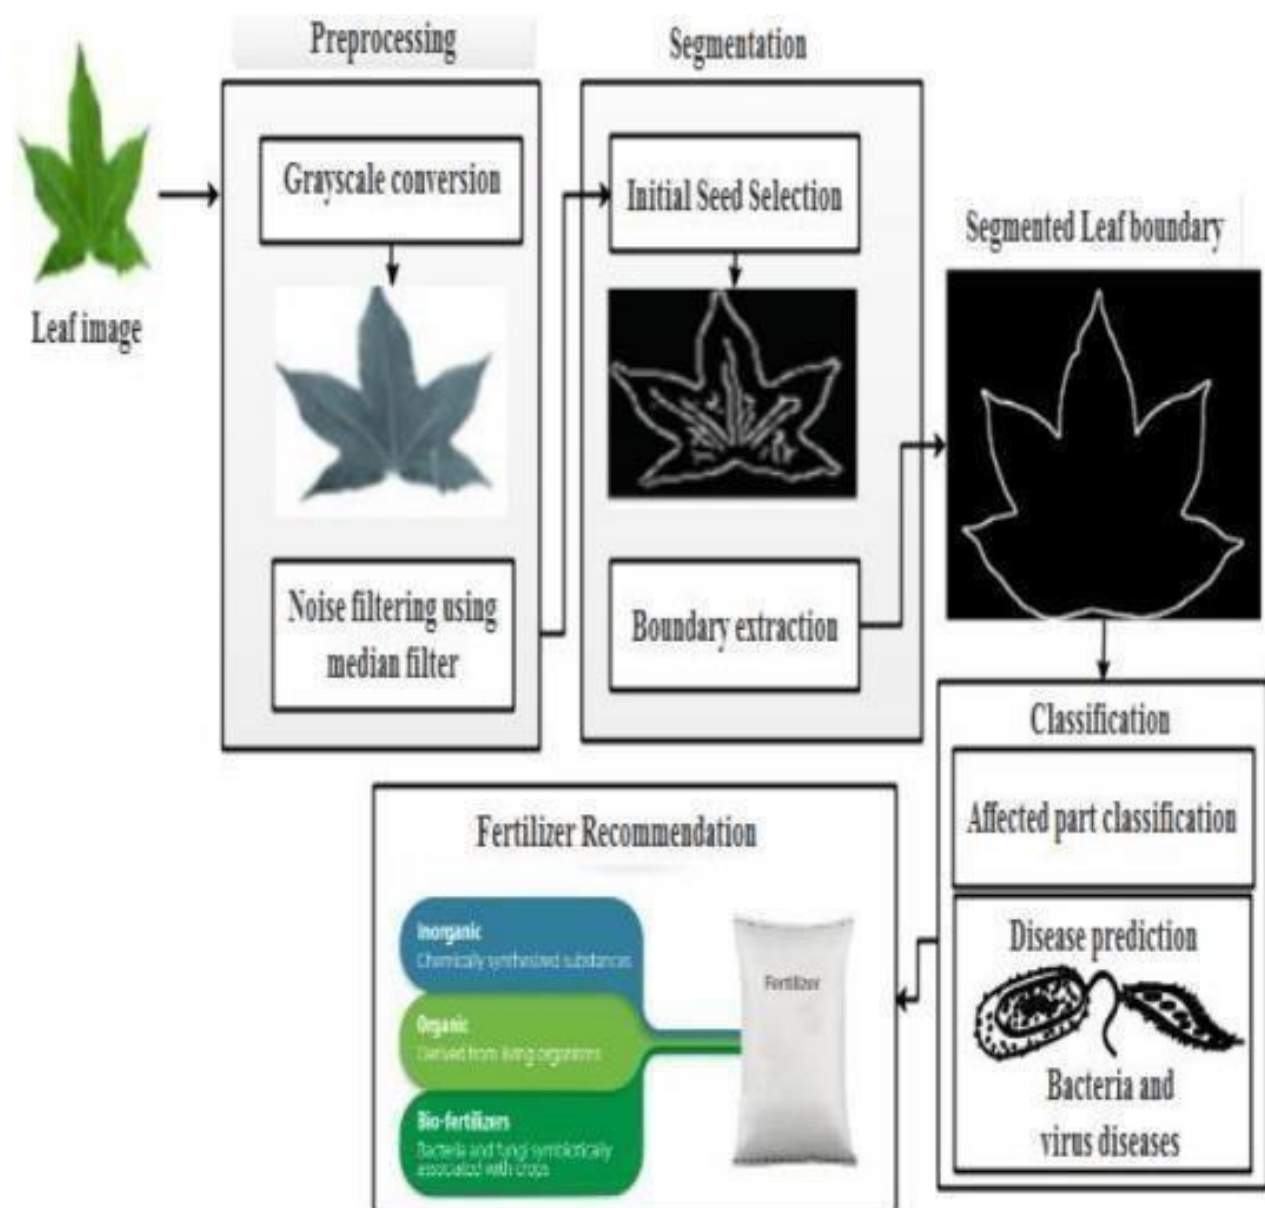 Preprocessing
Segmentation
Grayscale conversion
Initial Seed Selection
Leaf image
Segmented Leaf boundary
Noise filtering using
median filter
Boundary extraction
Classification
Affected part classification
Disease prediction
Bacteria and
virus diseases
Fertilizer Recommendation
Inorganic
Chemically synthesized substances
Organic
Derived from living organisms
Bio-fertilizers
Bacteria and fungi symbiotically
associated with crops
Fertilizer